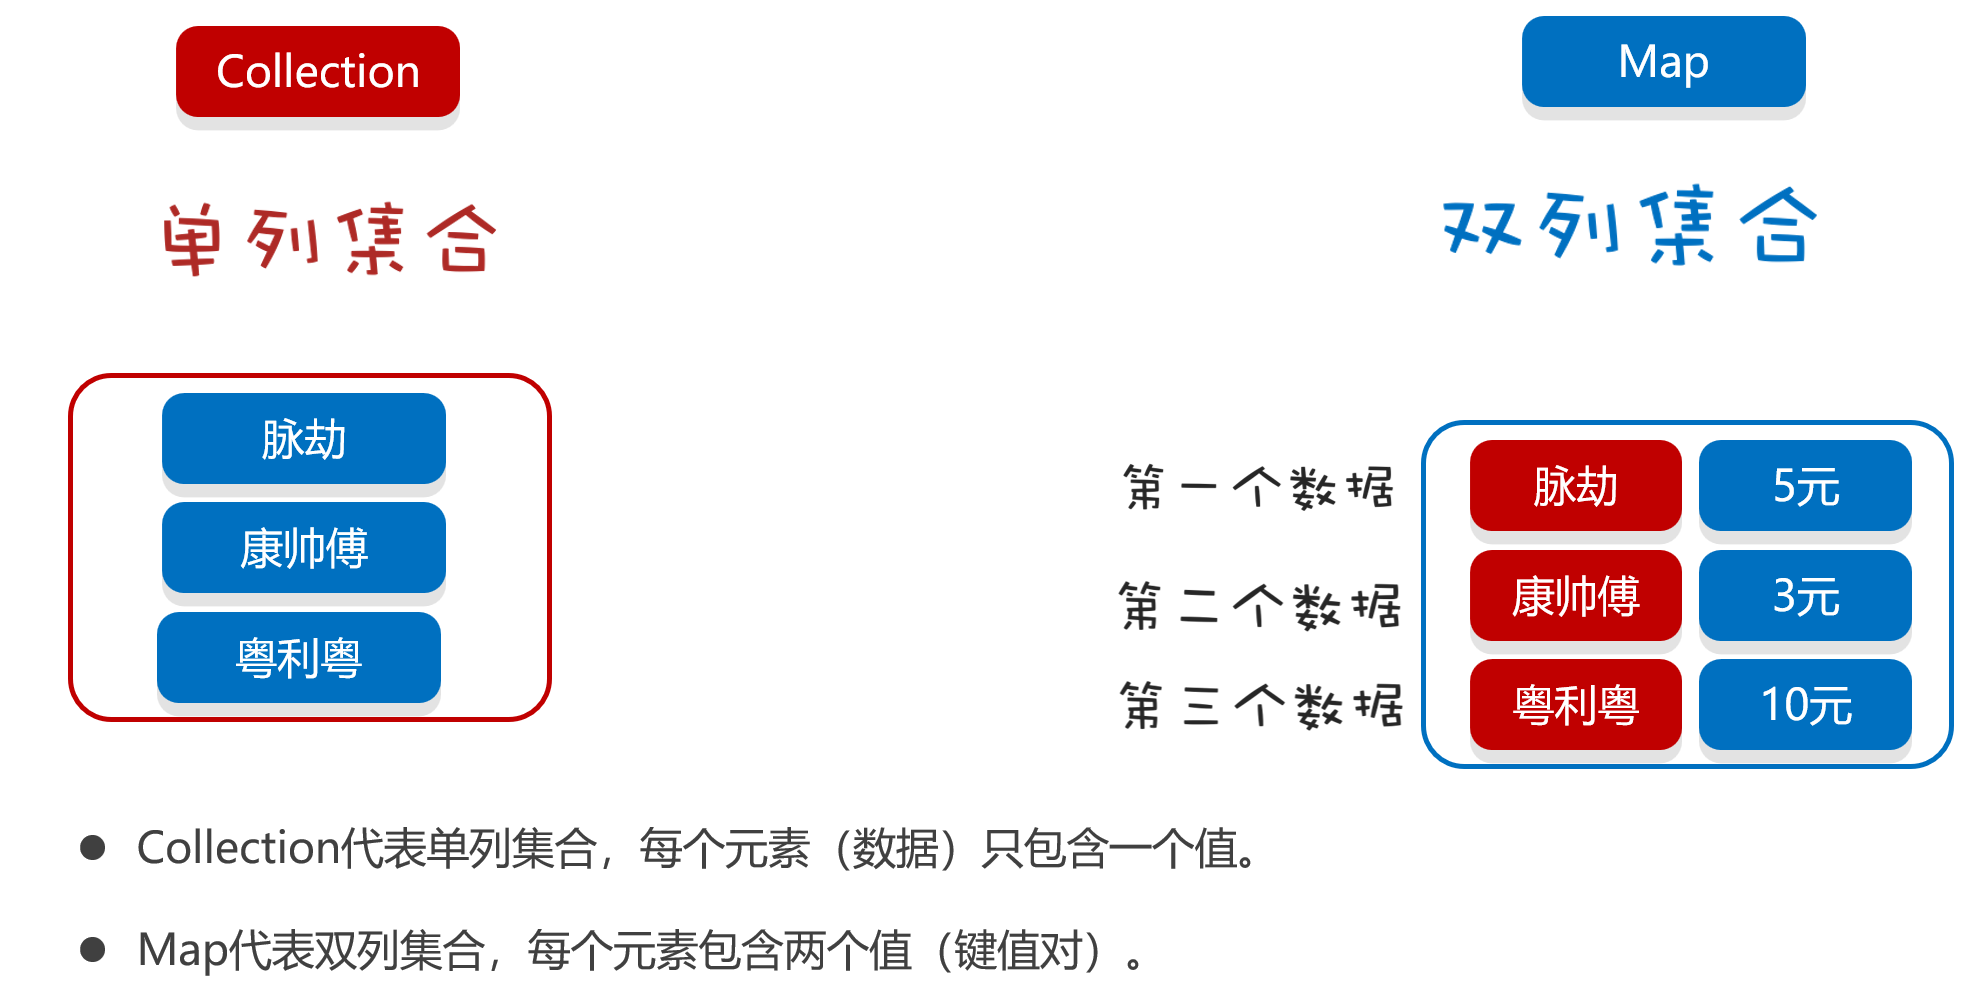 Collection
Map
单列集合
双列集合
脉劫
康帅傅
粤利粤
第一个数据
脉劫
5元
第二个数据
康帅傅
3元
第三个数据
粤利粤
10元
Collection代表单列集合，每个元素（数据）只包含一个值。
Map代表双列集合，每个元素包含两个值（键值对）。